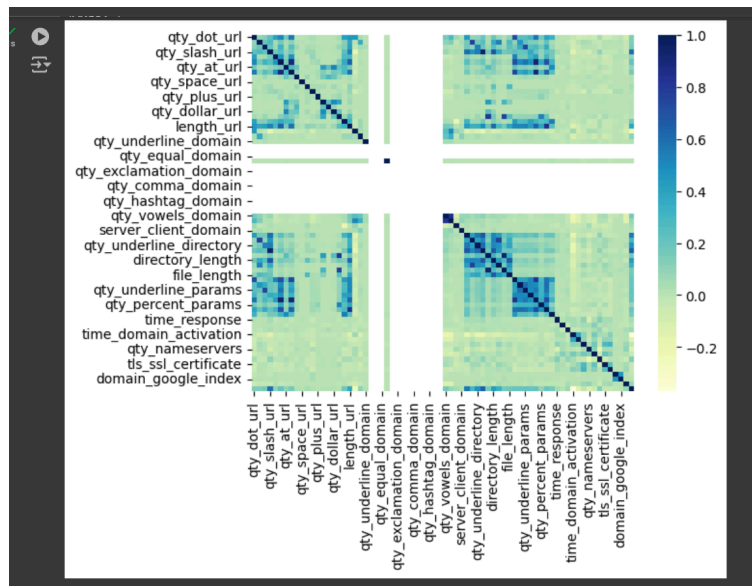 qty_dot_url
qty_slash_url
qty_at_url
qty_space_url
qty_plus_url
qty_dollar_url
length_url
qty_underline_domain
qty_equal_domain
qty_exclamation_domain
qty_comma_domain
qty_hashtag_domain
qty_vowels_domain
server_client_domain
qty_underline_directory
directory_length
file_length
qty_underline_params
qty_percent_params
time_response
time_domain_activation
qty_nameservers
tls_ssl_certificate
domain_google_index
1.0
0.8
0.6
0.4
0.2
0.0
−0.2
qty_dot_url
qty_slash_url
qty_at_url
qty_space_url
qty_plus_url
qty_dollar_url
length_url
qty_underline_domain
qty_equal_domain
qty_exclamation_domain
qty_comma_domain
qty_hashtag_domain
qty_vowels_domain
server_client_domain
qty_underline_directory
directory_length
file_length
qty_underline_params
qty_percent_params
time_response
time_domain_activation
qty_nameservers
tls_ssl_certificate
domain_google_index